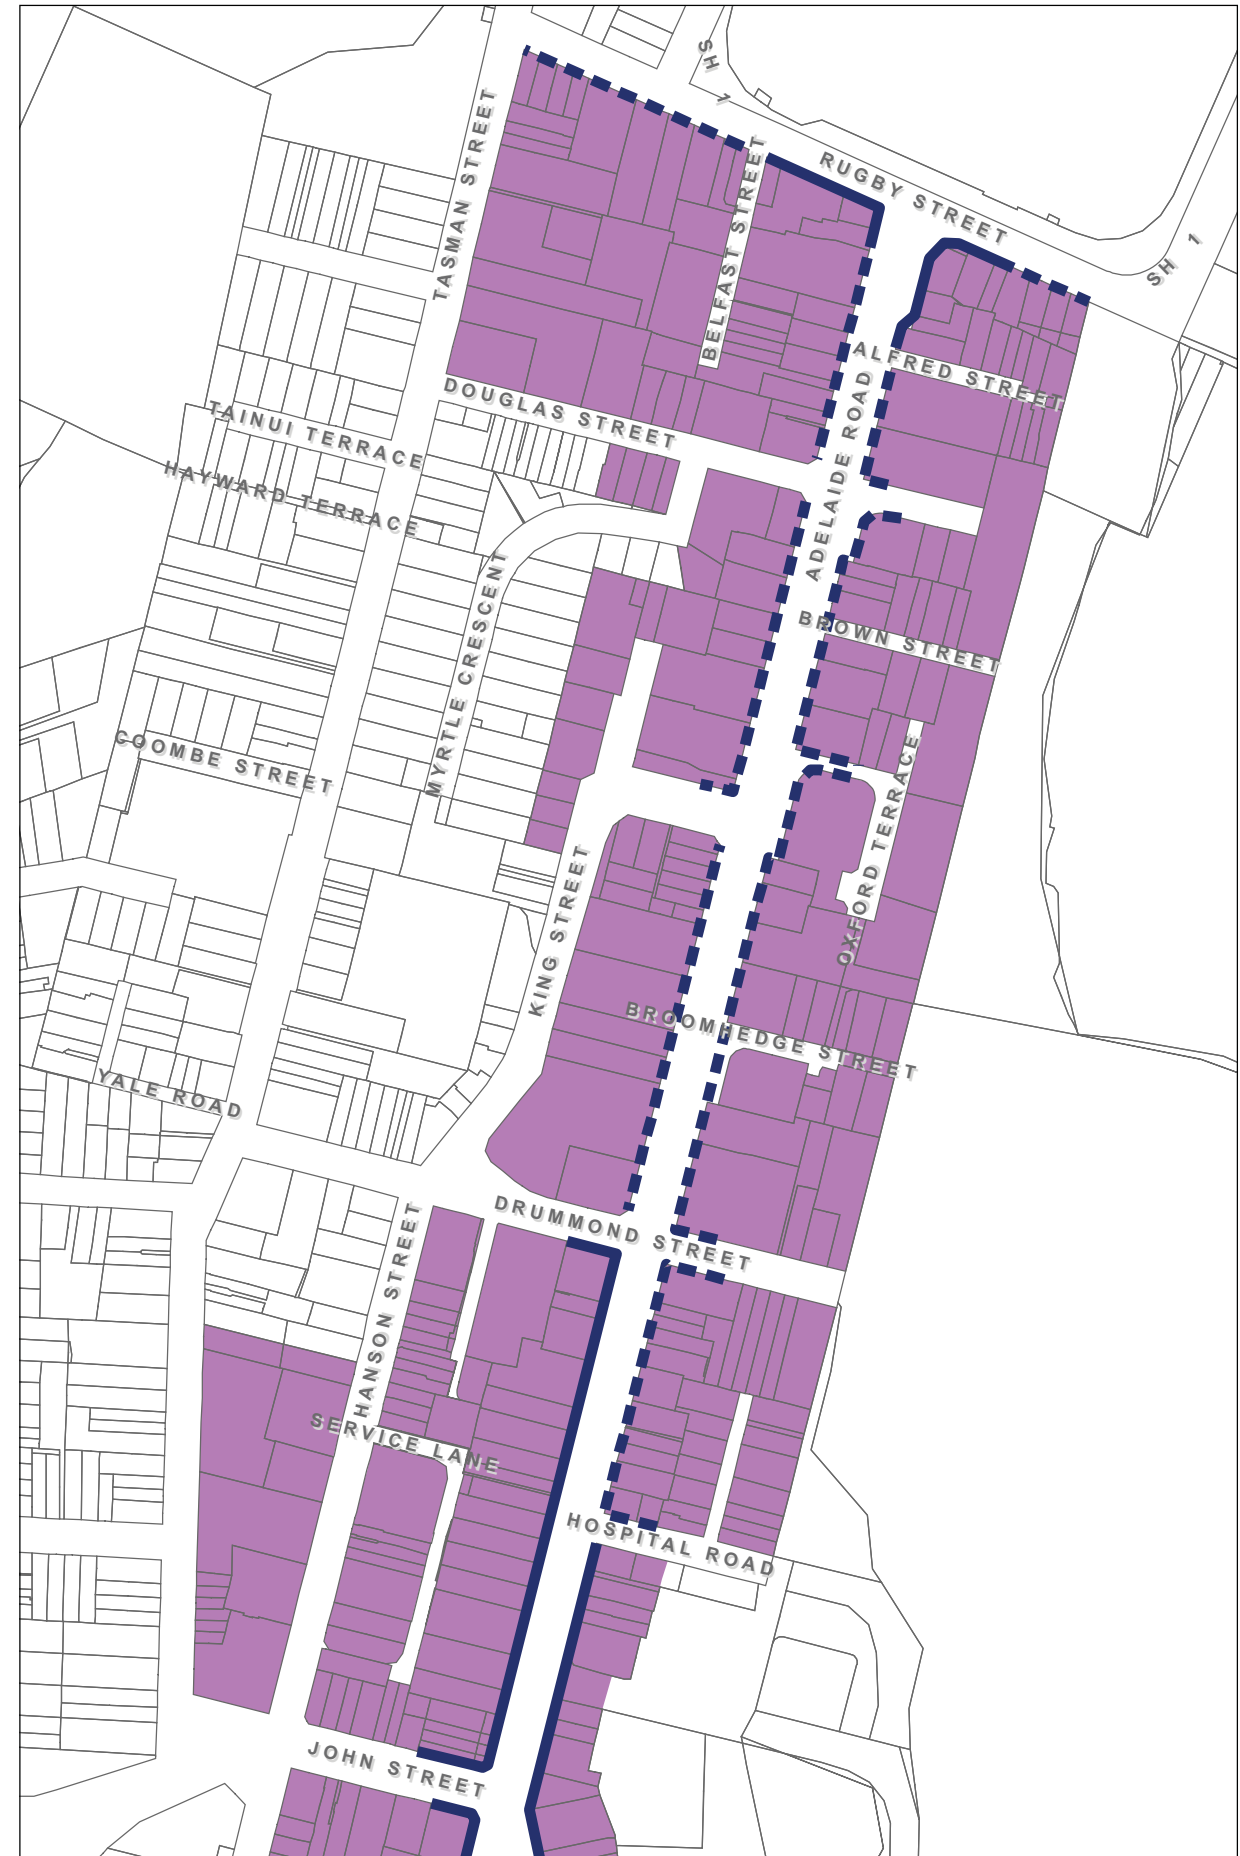 SH 1
RUGBY STREET
SH 1
TASMAN STREET
BELFAST STREET
ALFRED STREET
DOUGLAS STREET
ADELAIDE ROAD
TAINUI TERRACE
HAYWARD TERRACE
MYRTLE CRESCENT
BROWN STREET
COOMBE STREET
OXFORD TERRACE
KING STREET
BROOMHEDGE STREET
YALE ROAD
DRUMMOND STREET
HANSON STREET
SERVICE LANE
HOSPITAL ROAD
JOHN STREET